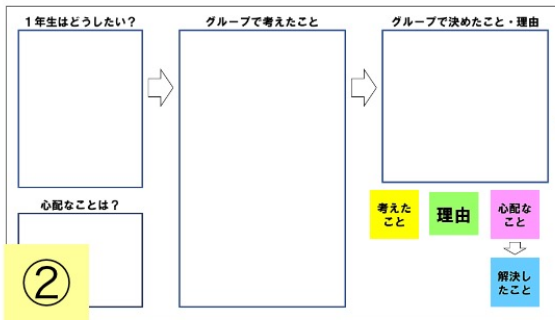 1年生はどうしたい？
グループで考えたこと
グループで決めたこと・理由
心配なことは？
考えた
こと
理由
心配な
こと
解決し
たこと
②